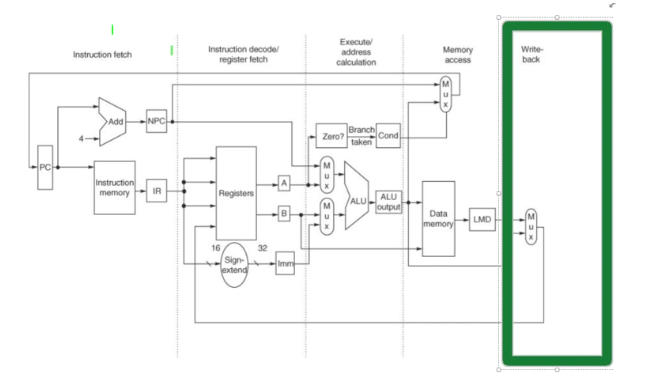 Instruction fetch
Instruction decode/
register fetch
Execute/
address
calculation
Memory
access
Write-
back
M
u
x
Add
NPC
4
Zero?
Branch
taken
Cond
PC
Instruction
memory
IR
Registers
A
B
M
u
x
M
u
x
ALU
ALU
output
Data
memory
LMD
M
u
x
16
32
Sign-
extend
Imm